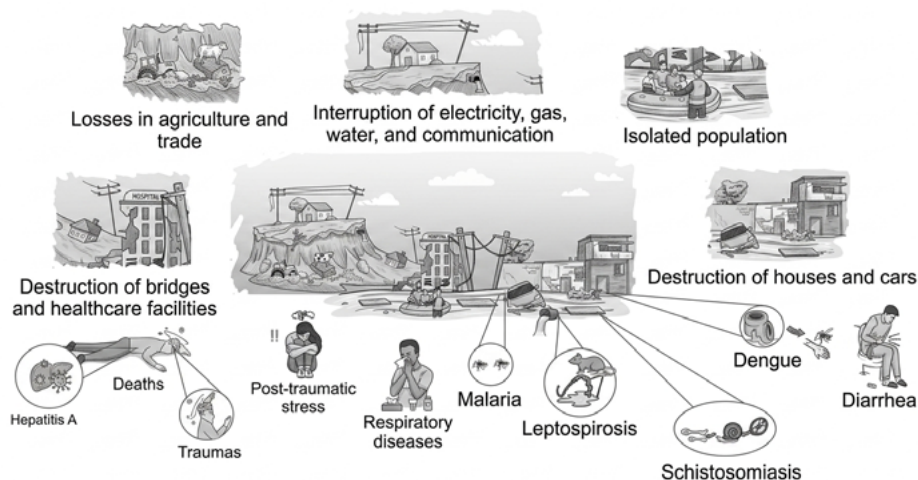 Losses in agriculture and
trade
Interruption of electricity, gas,
water, and communication
Isolated population
HOSPITAL
HOSPITAL
Destruction of bridges
and healthcare facilities
Destruction of houses and cars
!!
Hepatitis A
Deaths
Traumas
Post-traumatic
stress
Respiratory
diseases
Malaria
Leptospirosis
Schistosomiasis
Dengue
Diarrhea